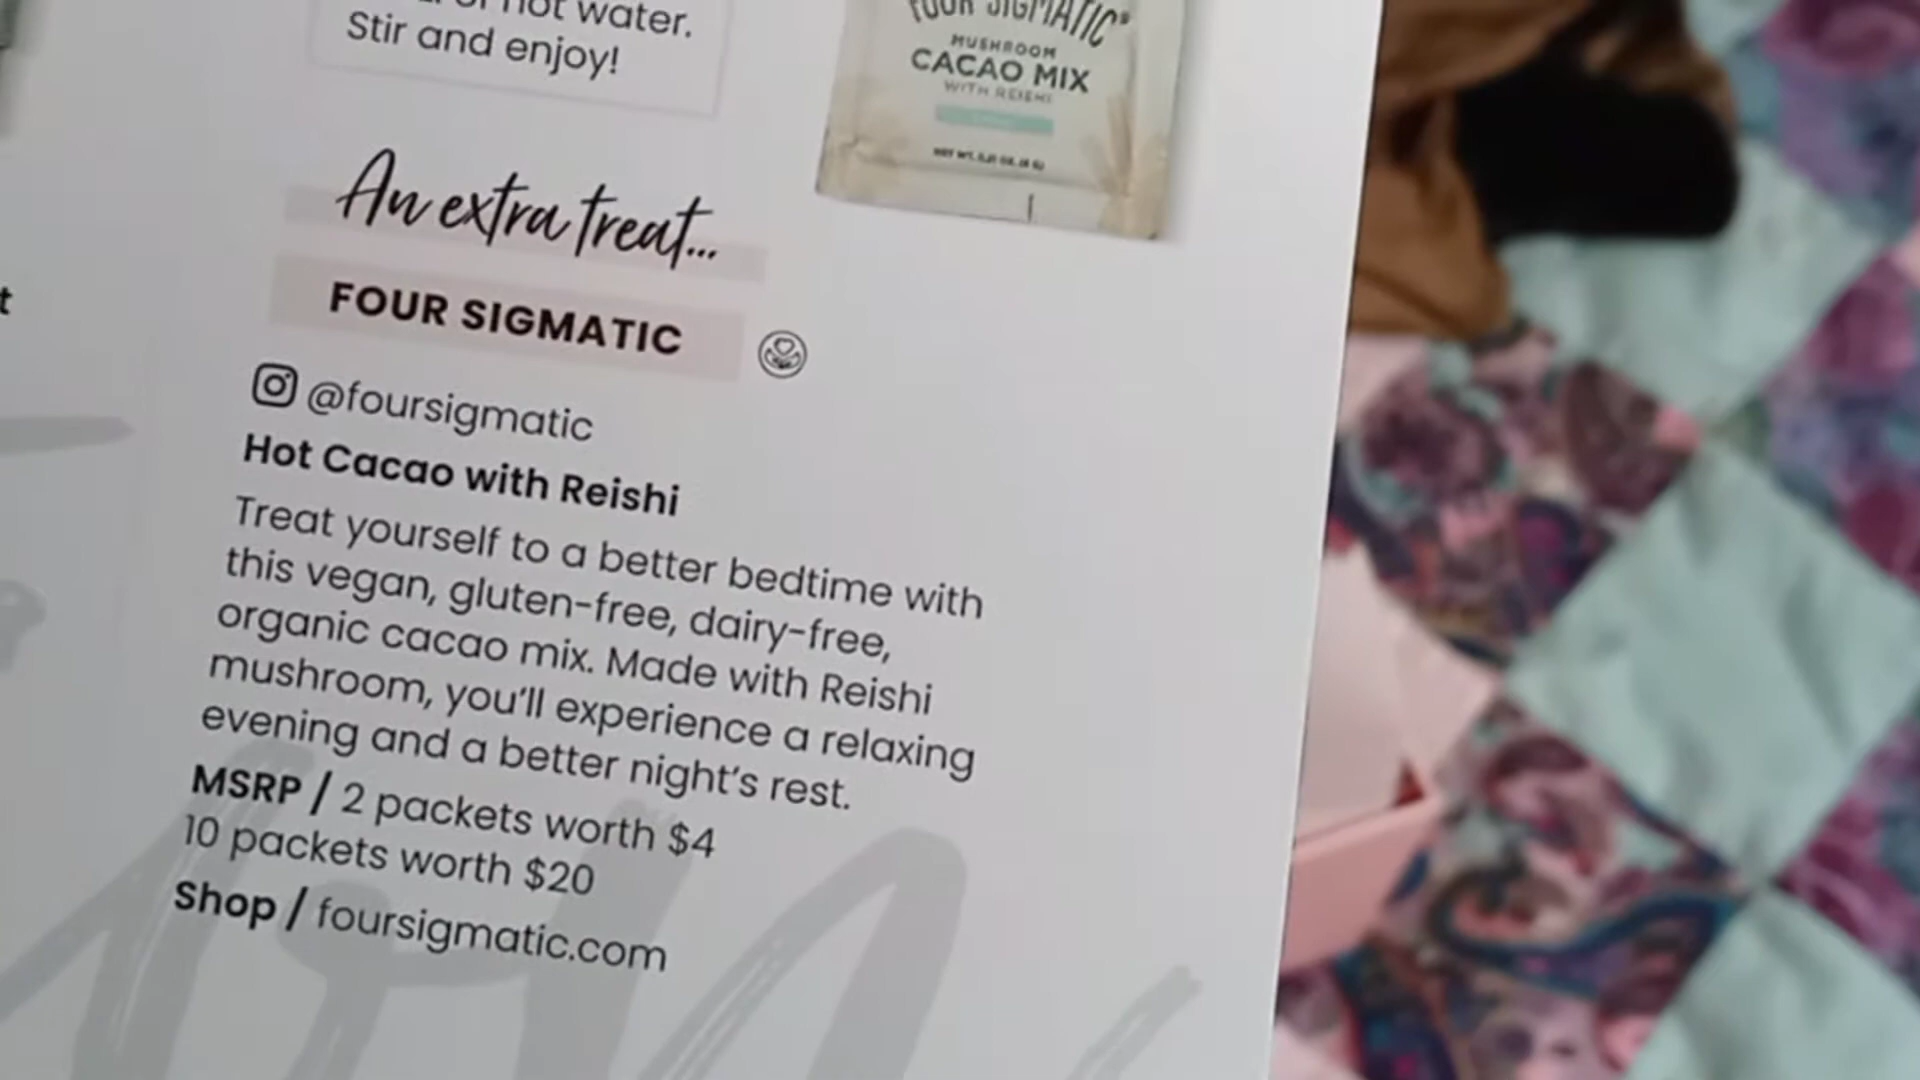 hot water.
Stir and enjoy!
FOUR SIGMATIC®
MUSHROOM
CACAO MIX
WITH REISHI
An extra treat...
FOUR SIGMATIC
@foursigmatic
Hot Cacao with Reishi
Treat yourself to a better bedtime with
this vegan, gluten-free, dairy-free,
organic cacao mix. Made with Reishi
mushroom, you'll experience a relaxing
evening and a better night's rest.
MSRP / 2 packets worth $4
10 packets worth $20
Shop / foursigmatic.com